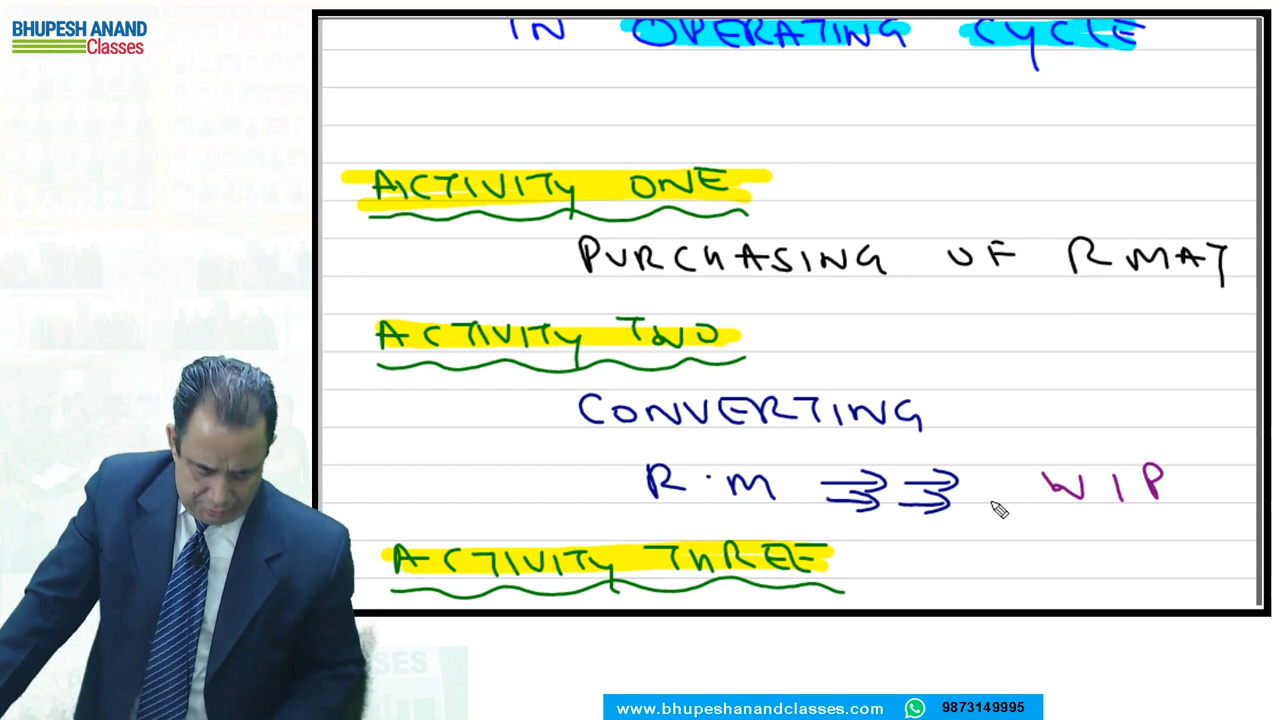 BHUPESH ANAND
Classes
IN OPERATING CYCLE
ACTIVITY ONE
PURCHASING OF R MAT
ACTIVITY TWO
CONVERTING
R.M WIP
ACTIVITY THREE
www.bhupeshanandclasses.com 9873149995